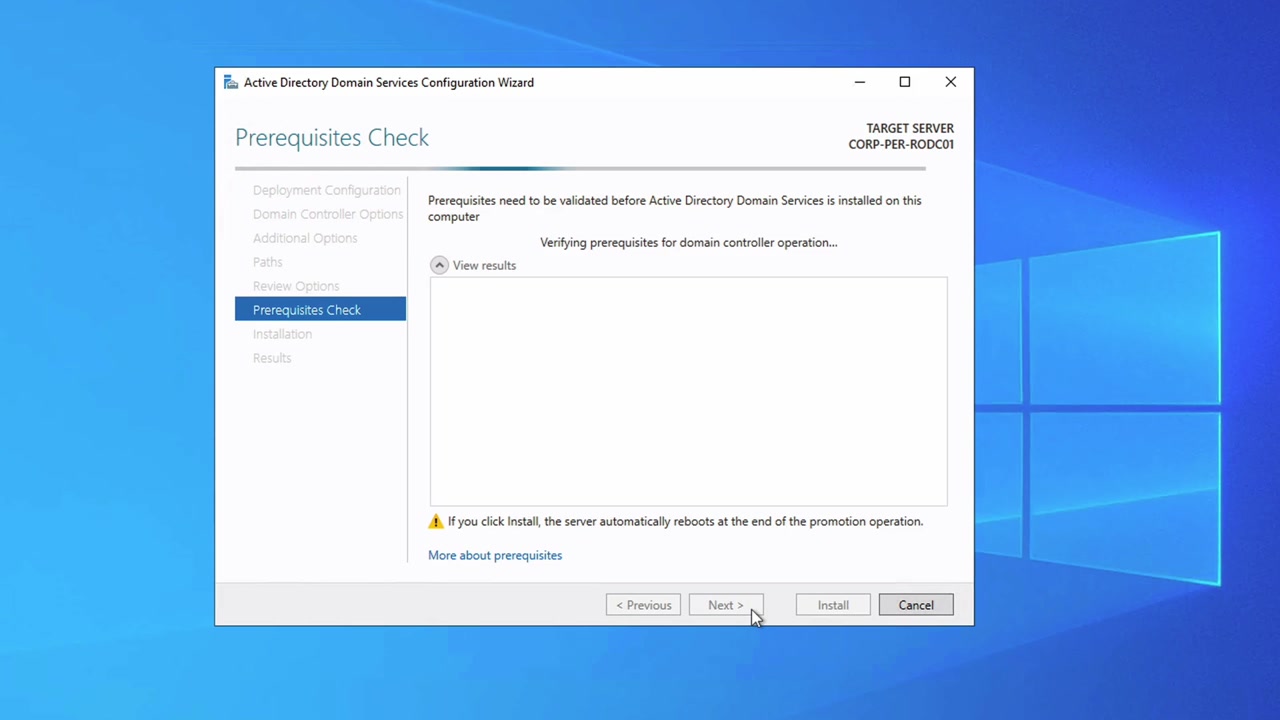 Active Directory Domain Services Configuration Wizard
Prerequisites Check
TARGET SERVER
CORP-PER-RODC01
Deployment Configuration
Domain Controller Options
Additional Options
Paths
Review Options
Prerequisites Check
Installation
Results
Prerequisites need to be validated before Active Directory Domain Services is installed on this
computer
Verifying prerequisites for domain controller operation...
View results
If you click Install, the server automatically reboots at the end of the promotion operation.
More about prerequisites
< Previous
Next >
Install
Cancel